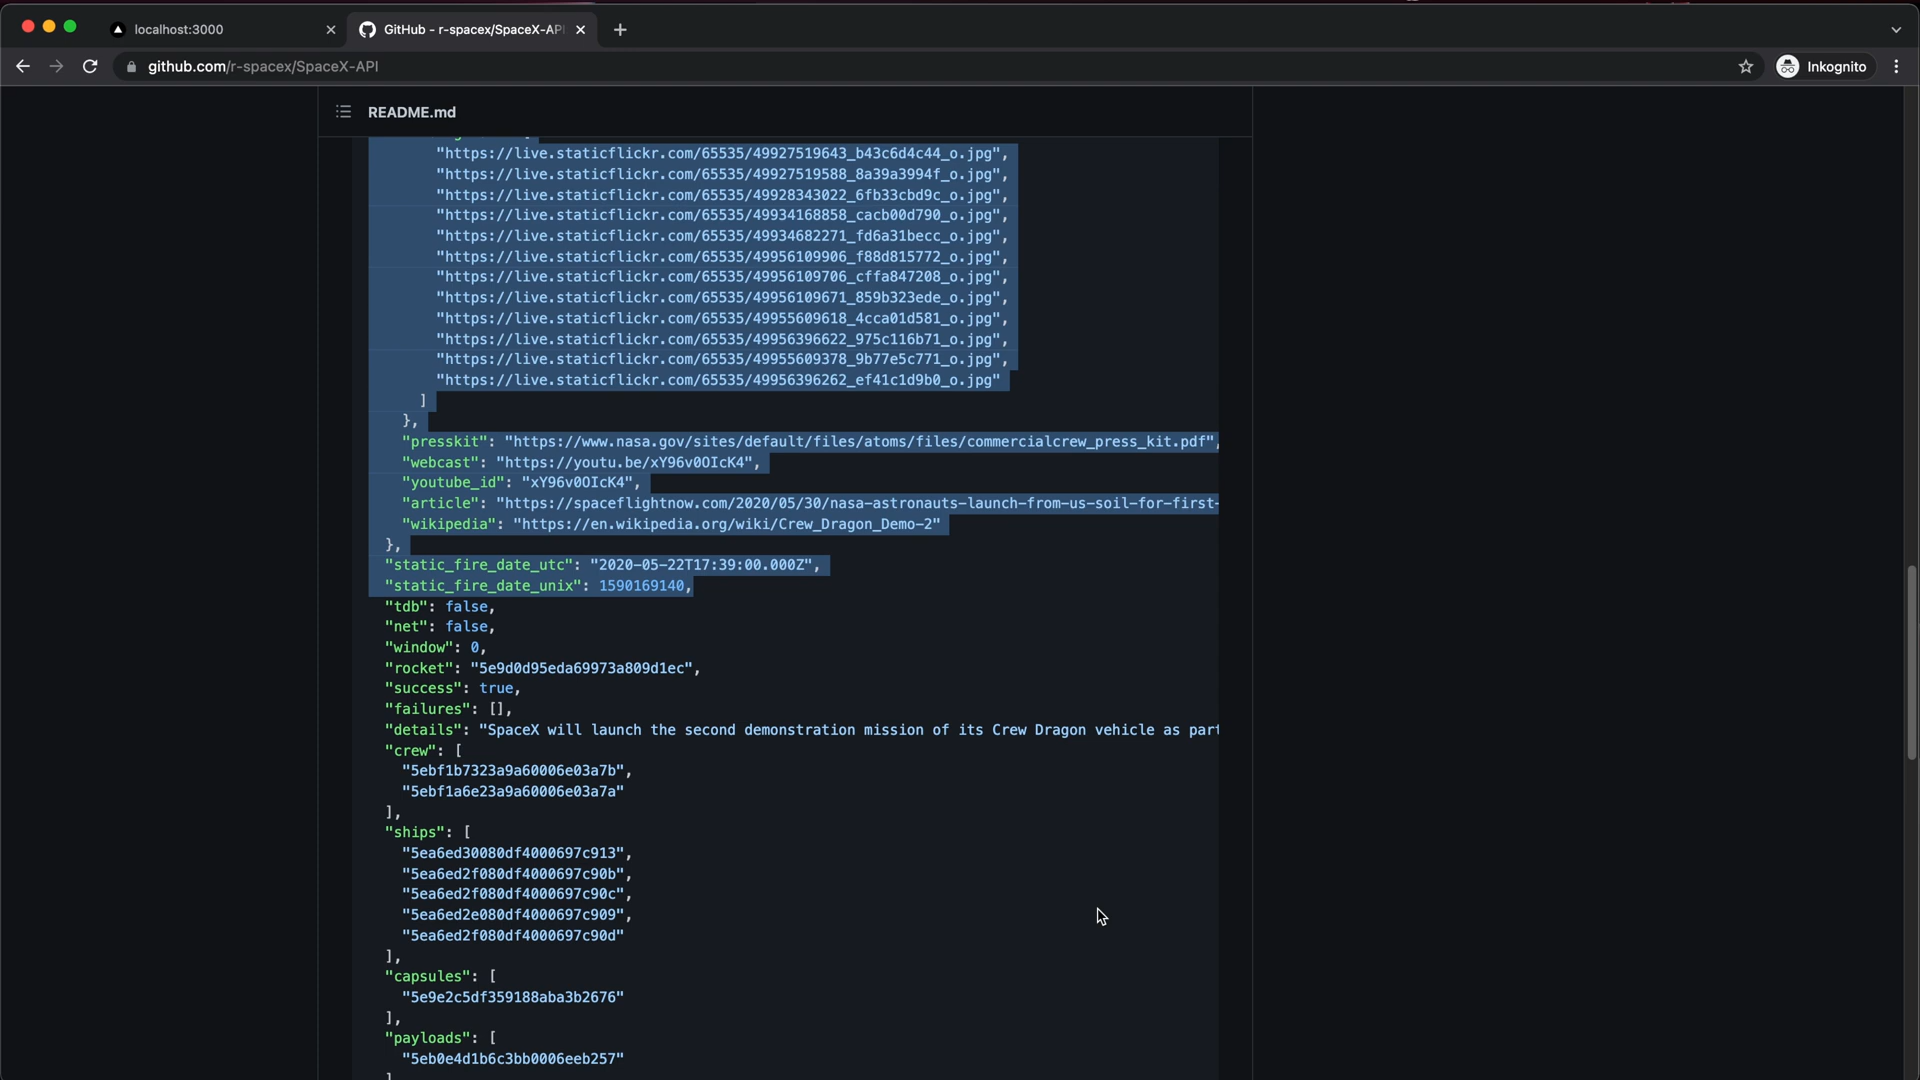 localhost:3000
GitHub - r-spacex/SpaceX-API
github.com/r-spacex/SpaceX-API
Inkognito
README.md
"https://live.staticflickr.com/65535/49927519643_b43c6d4c44_o.jpg",
"https://live.staticflickr.com/65535/49927519588_8a39a3994f_o.jpg",
"https://live.staticflickr.com/65535/49928343022_6fb33cbd9c_o.jpg",
"https://live.staticflickr.com/65535/49934168858_cacb00d790_o.jpg",
"https://live.staticflickr.com/65535/49934682271_fd6a31becc_o.jpg",
"https://live.staticflickr.com/65535/49956109906_f88d815772_o.jpg",
"https://live.staticflickr.com/65535/49956109706_cffa847208_o.jpg",
"https://live.staticflickr.com/65535/49956109671_859b323ede_o.jpg",
"https://live.staticflickr.com/65535/49955609618_4cca01d581_o.jpg",
"https://live.staticflickr.com/65535/49956396622_975c116b71_o.jpg",
"https://live.staticflickr.com/65535/49955609378_9b77e5c771_o.jpg",
"https://live.staticflickr.com/65535/49956396262_ef41c1d9b0_o.jpg"
]
},
"presskit": "https://www.nasa.gov/sites/default/files/atoms/files/commercialcrew_press_kit.pdf",
"webcast": "https://youtu.be/xY96v0OIcK4",
"youtube_id": "xY96v0OIcK4",
"article": "https://spaceflightnow.com/2020/05/30/nasa-astronauts-launch-from-us-soil-for-first-
"wikipedia": "https://en.wikipedia.org/wiki/Crew_Dragon_Demo-2"
},
"static_fire_date_utc": "2020-05-22T17:39:00.000Z",
"static_fire_date_unix": 1590169140,
"tdb": false,
"net": false,
"window": 0,
"rocket": "5e9d0d95eda69973a809d1ec",
"success": true,
"failures": [],
"details": "SpaceX will launch the second demonstration mission of its Crew Dragon vehicle as part
"crew": [
"5ebf1b7323a9a60006e03a7b",
"5ebf1a6e23a9a60006e03a7a"
],
"ships": [
"5ea6ed30080df4000697c913",
"5ea6ed2f080df4000697c90b",
"5ea6ed2f080df4000697c90c",
"5ea6ed2e080df4000697c909",
"5ea6ed2f080df4000697c90d"
],
"capsules": [
"5e9e2c5df359188aba3b2676"
],
"payloads": [
"5eb0e4d1b6c3bb0006eeb257"